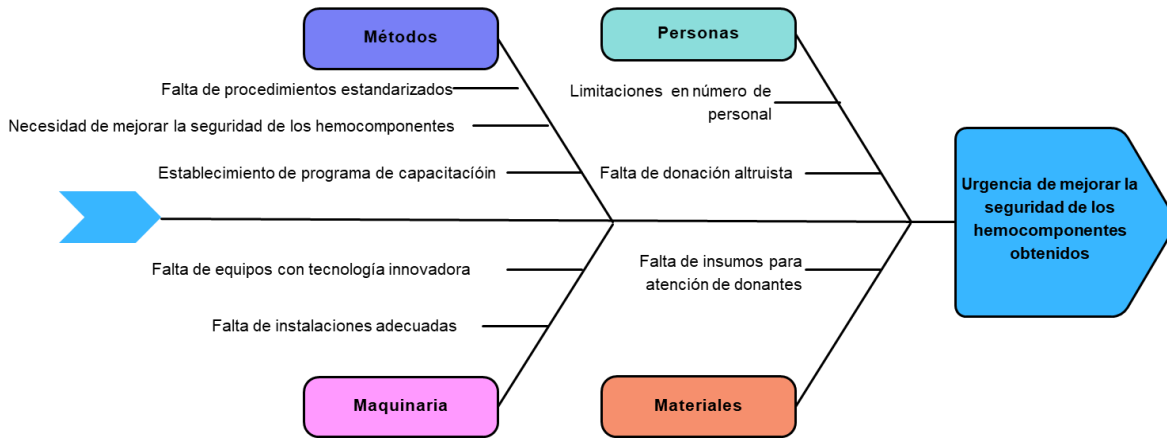 Métodos
Personas
Falta de procedimientos estandarizados
Necesidad de mejorar la seguridad de los hemocomponentes
Establecimiento de programa de capacitacíóin
Limitaciones en número de
personal
Falta de donación altruista
Urgencia de mejorar la
seguridad de los
hemocomponentes
obtenidos
Falta de equipos con tecnología innovadora
Falta de instalaciones adecuadas
Falta de insumos para
atención de donantes
Maquinaria
Materiales